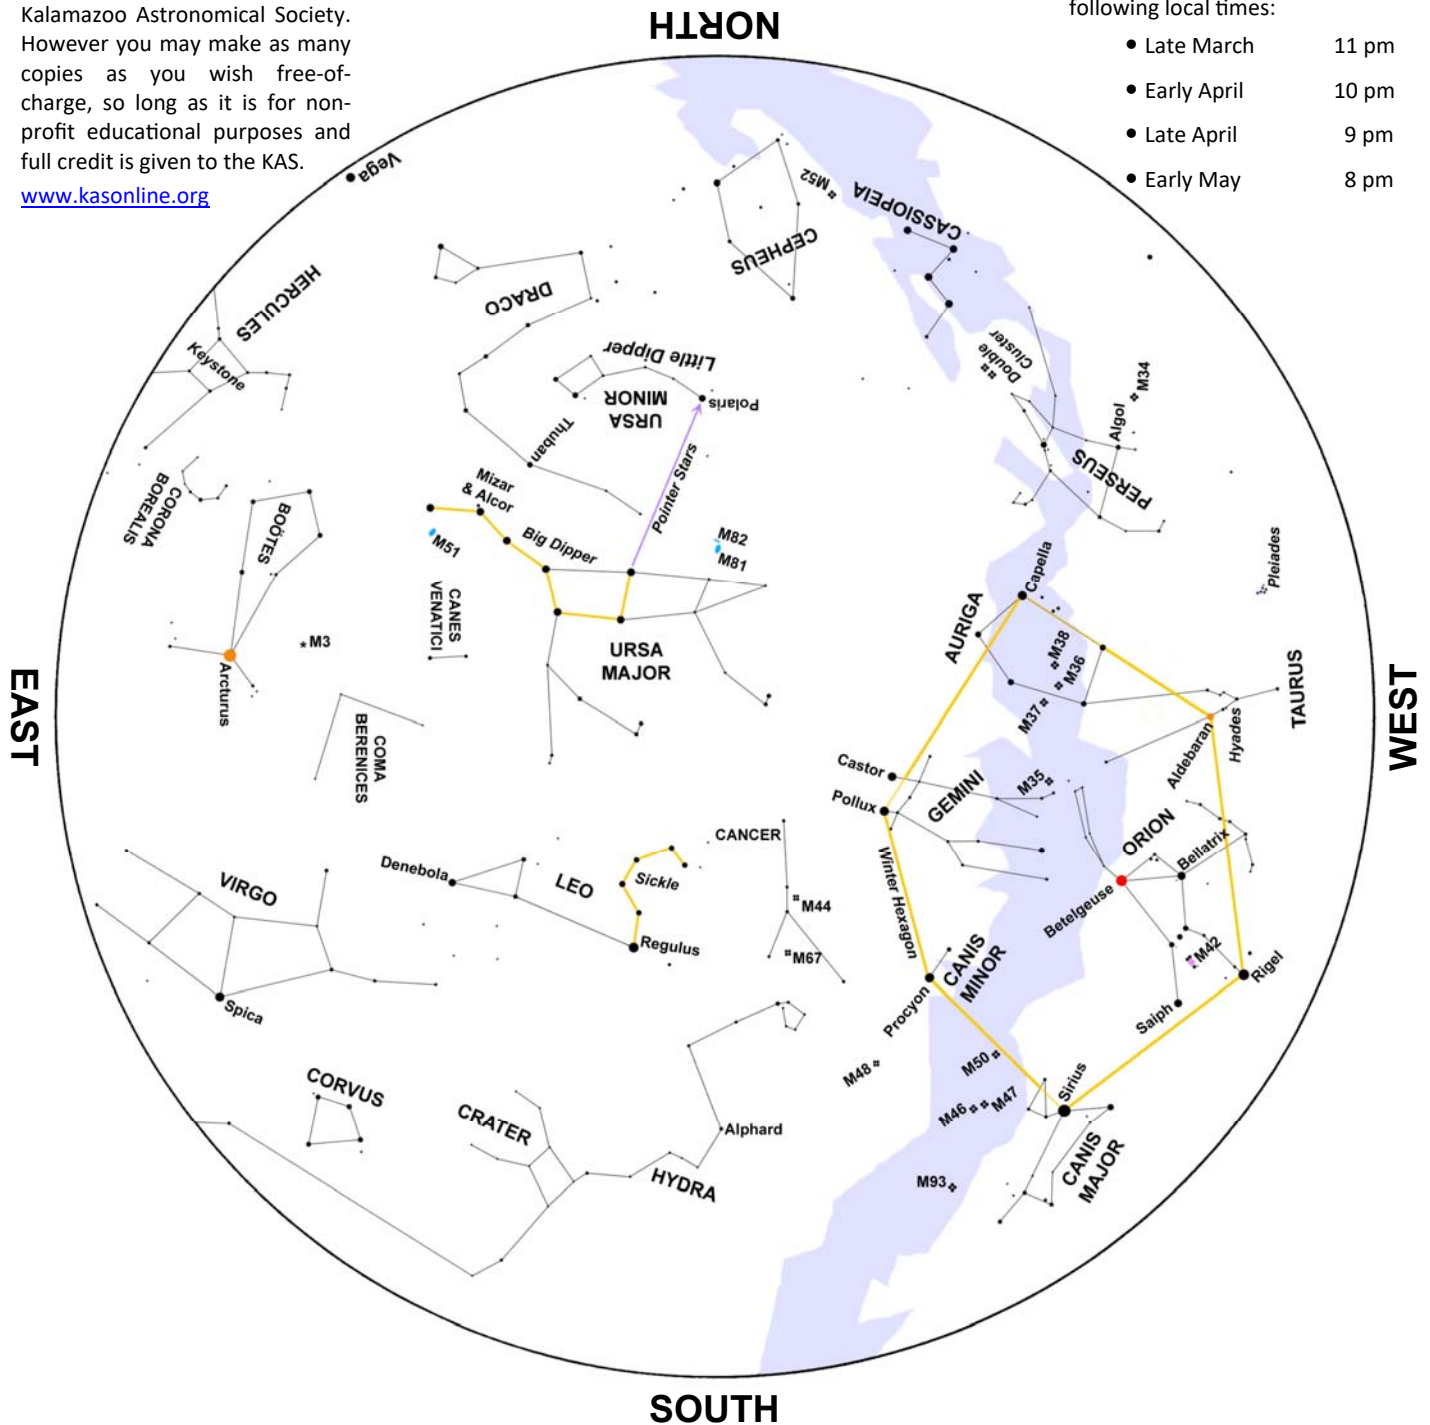 Kalamazoo Astronomical Society.
However you may make as many
copies as you wish free-of-
charge, so long as it is for non-
profit educational purposes and
full credit is given to the KAS.
www.kasonline.org
following local times:
• Late March 11 pm
• Early April 10 pm
• Late April 9 pm
• Early May 8 pm
NORTH
Vega
M52
CASSIOPEIA
CEPHEUS
HERCULES
Keystone
DRACO
Little Dipper
URSA
MINOR
Polaris
Thuban
Double
Cluster
M34
Algol
PERSEUS
CORONA
BOREALIS
BOÖTES
Mizar
& Alcor
Big Dipper
Pointer Stars
M51
M82
M81
Capella
Pleiades
CANES
VENATICI
AURIGA
M3
URSA
MAJOR
M38
M36
M37
Arcturus
EAST
WEST
TAURUS
Hyades
Aldebaran
COMA
BERENICES
Castor
Pollux
GEMINI
M35
CANCER
ORION
Bellatrix
Betelgeuse
Denebola
LEO
Sickle
Regulus
VIRGO
Spica
M44
M67
Winter Hexagon
CANIS
MINOR
Procyon
M42
Rigel
Saiph
M48
M50
M46
M47
Sirius
CORVUS
CRATER
Alphard
HYDRA
M93
CANIS
MAJOR
SOUTH